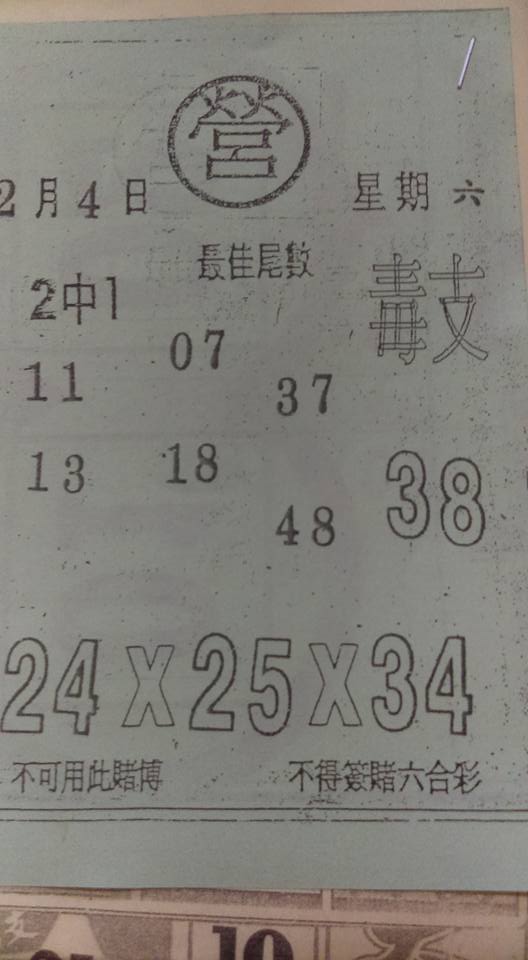 營
2月4日 星期六
最佳尾數
2中1 毒支
07
11 37
13 18 38
48
24X25X34
不可用此賭博 不得簽賭六合彩
10